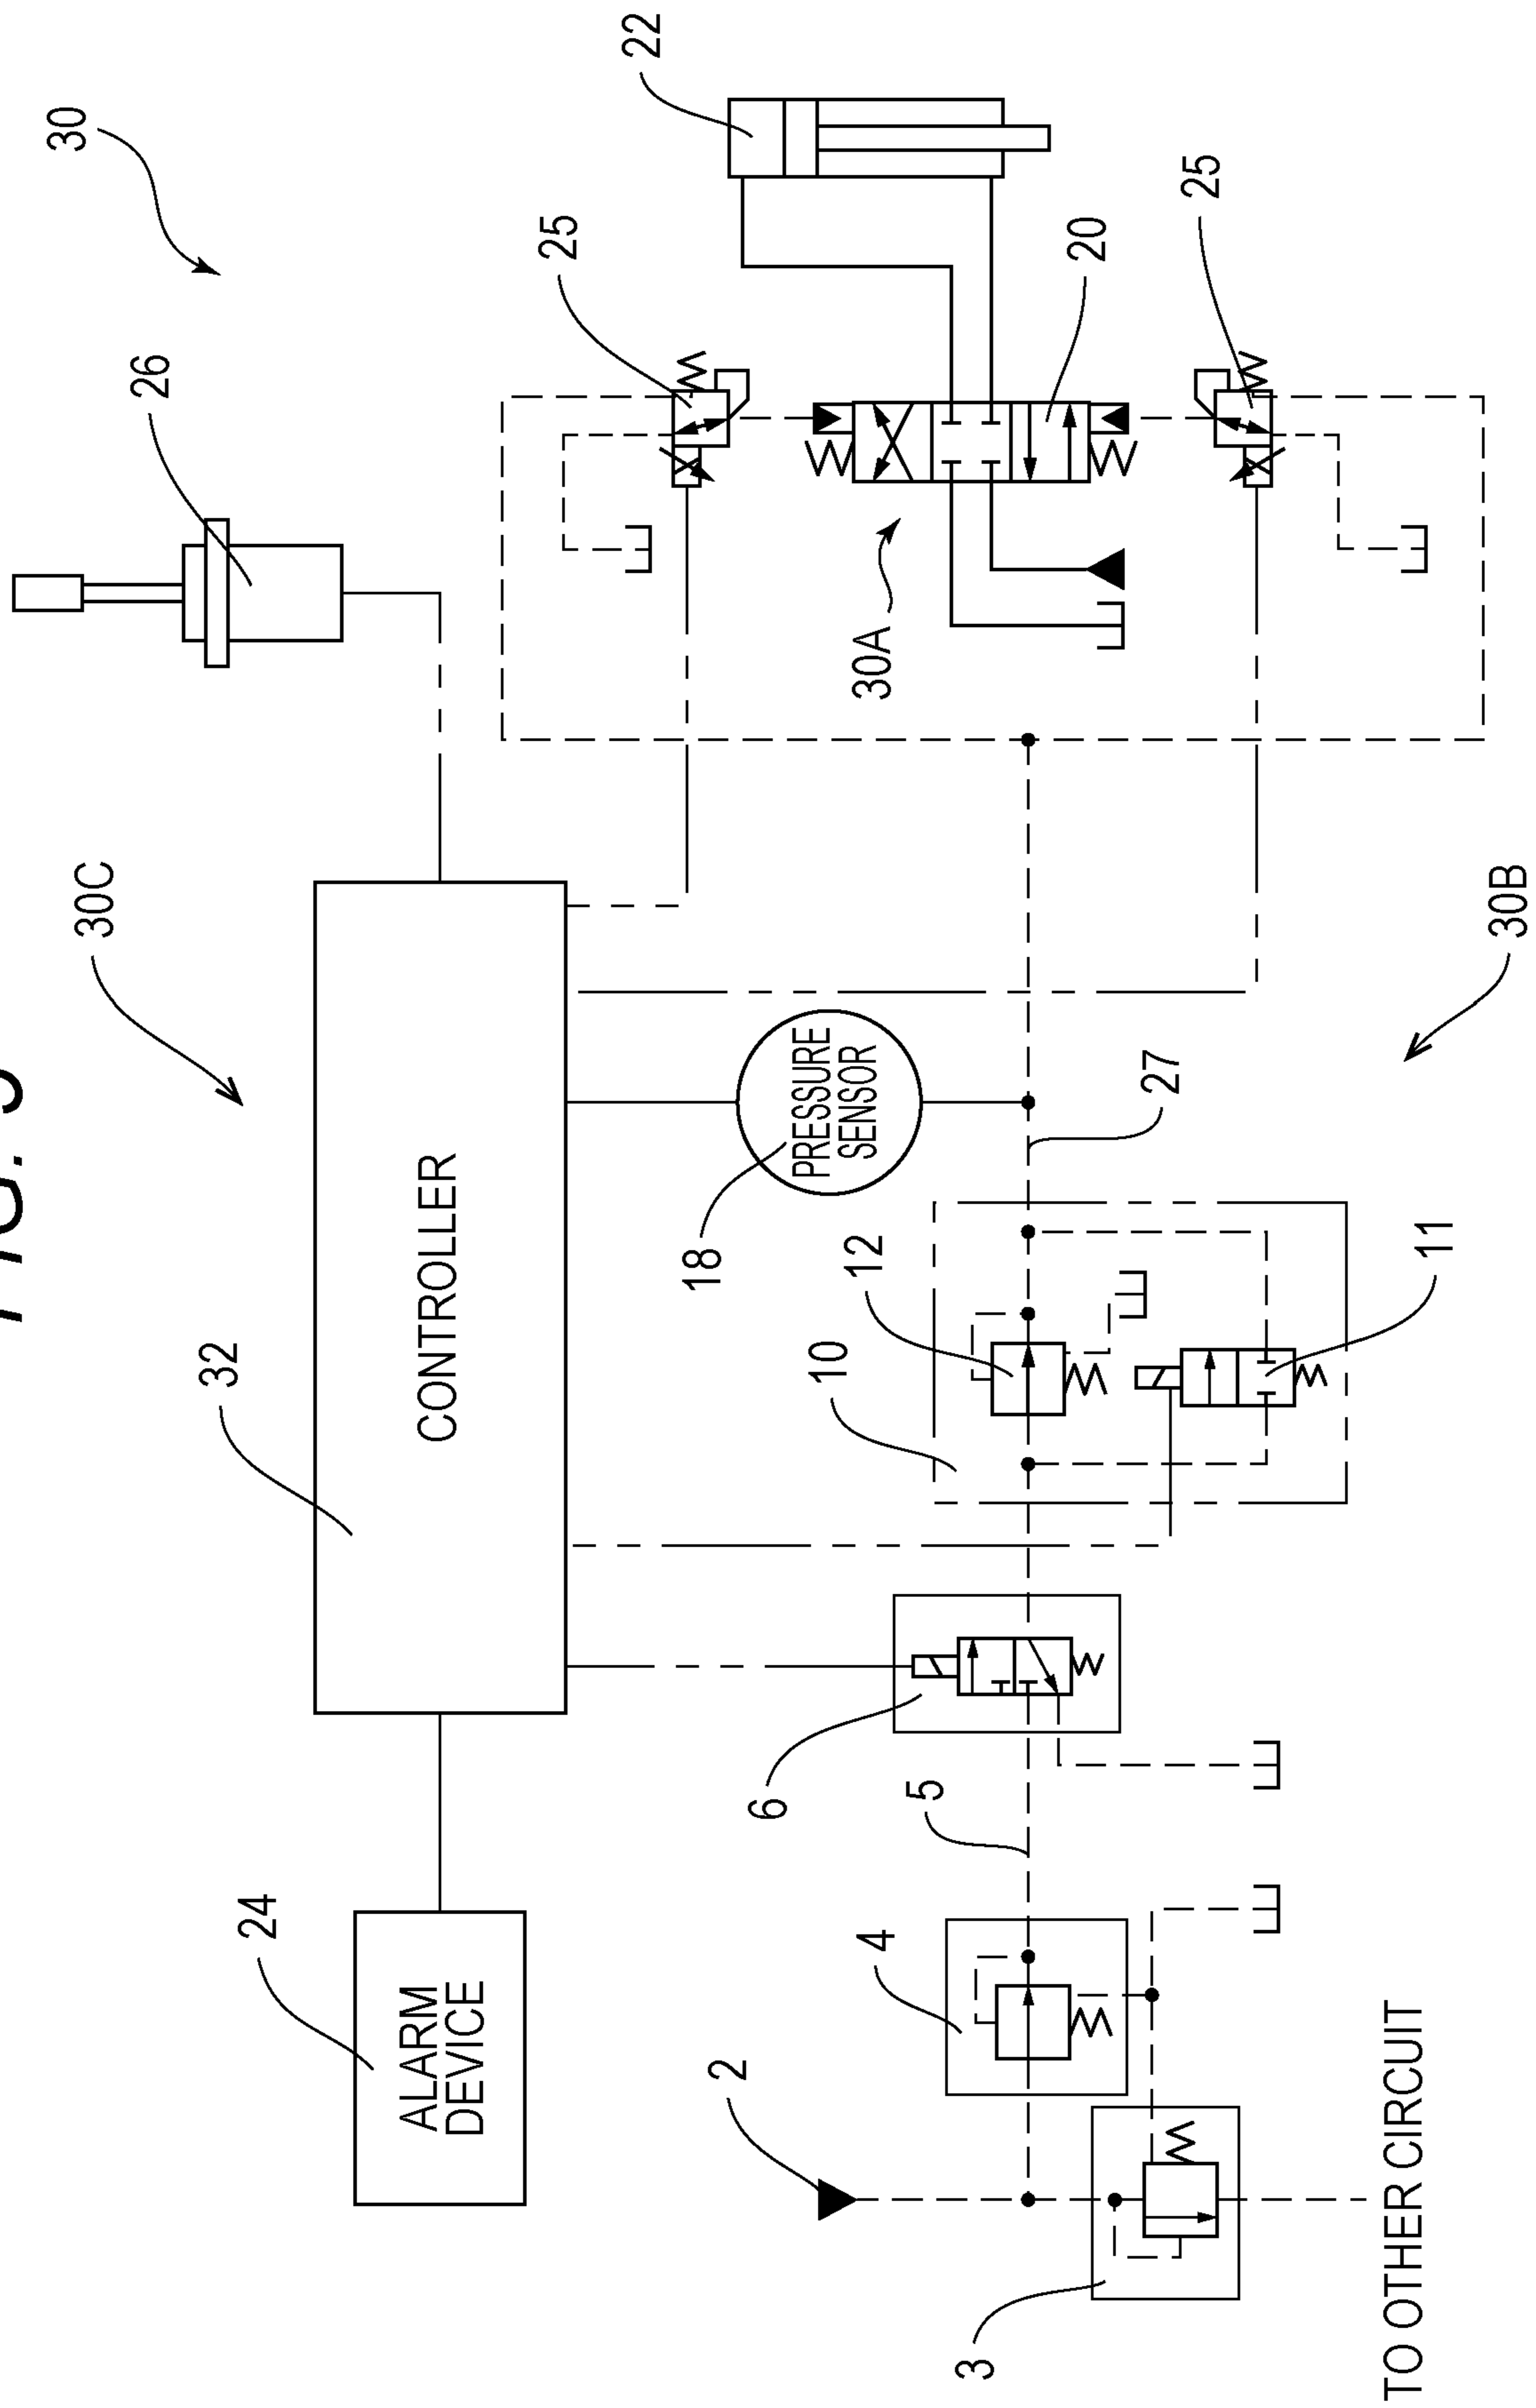 FIG.
30
30C
26
32
24
ALARM
DEVICE
CONTROLLER
25
22
18
2
6
PRESSURE
SENSOR
10
12
30A
4
5
3
20
27
25
TO OTHER CIRCUIT
11
30B